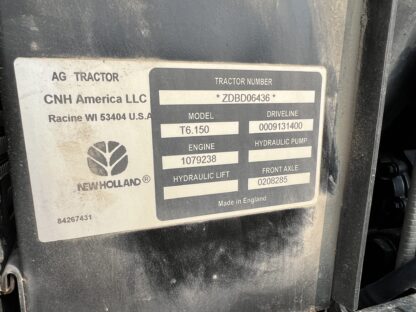 AG TRACTOR
CNH America LLC
Racine WI 53404 U.S.A
NEW HOLLAND®
84267431
TRACTOR NUMBER
*ZDBD06436*
MODEL DRIVELINE
T6.150 0009131400
ENGINE HYDRAULIC PUMP
1079238
HYDRAULIC LIFT FRONT AXLE
0208285
Made in England